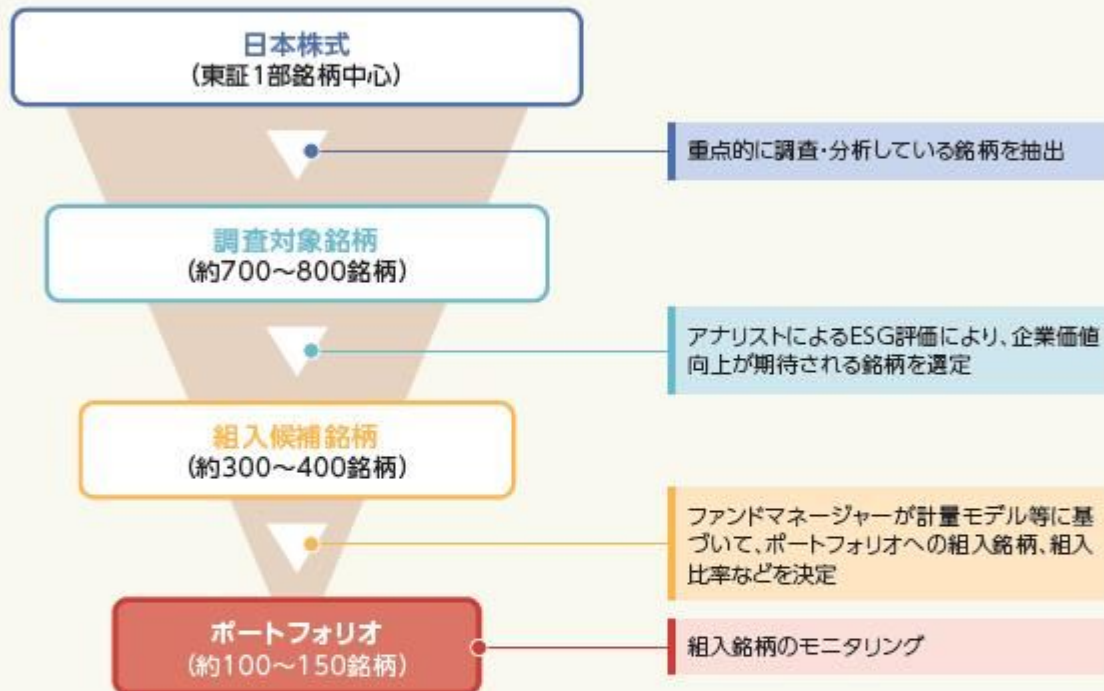 日本株式
(東証1部銘柄中心)
重点的に調査・分析している銘柄を抽出
調査対象銘柄
(約700〜800銘柄)
アナリストによるESG評価により、企業価値
向上が期待される銘柄を選定
組入候補銘柄
(約300〜400銘柄)
ファンドマネージャーが計量モデル等に基
づいて、ポートフォリオへの組入銘柄、組入
比率などを決定
ポートフォリオ
(約100〜150銘柄)
組入銘柄のモニタリング